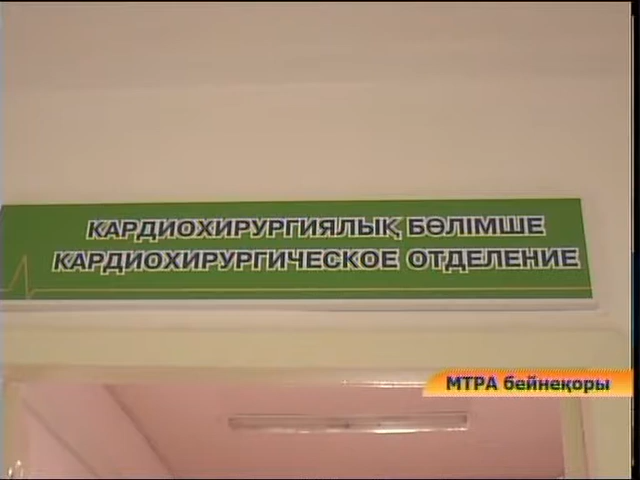 КАРДИОХИРУРГИЯЛЫҚ БӨЛІМШЕ
КАРДИОХИРУРГИЧЕСКОЕ ОТДЕЛЕНИЕ
МТРА бейнеқоры